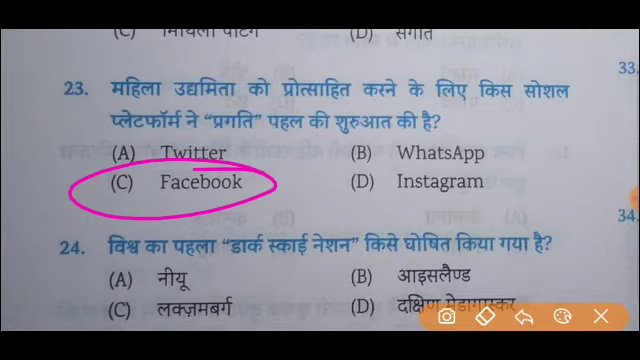 (C) मिथिला पेंटिंग (D) संगीत
33.
23. महिला उद्यमिता को प्रोत्साहित करने के लिए किस सोशल
प्लेटफॉर्म ने “प्रगति” पहल की शुरुआत की है?
(A) Twitter (B) WhatsApp
(C) Facebook (D) Instagram
34.
24. विश्व का पहला “डार्क स्काई नेशन” किसे घोषित किया गया है?
(A) नीयू (B) आइसलैण्ड
(C) लक्ज़मबर्ग (D) दक्षिण मेडागास्कर